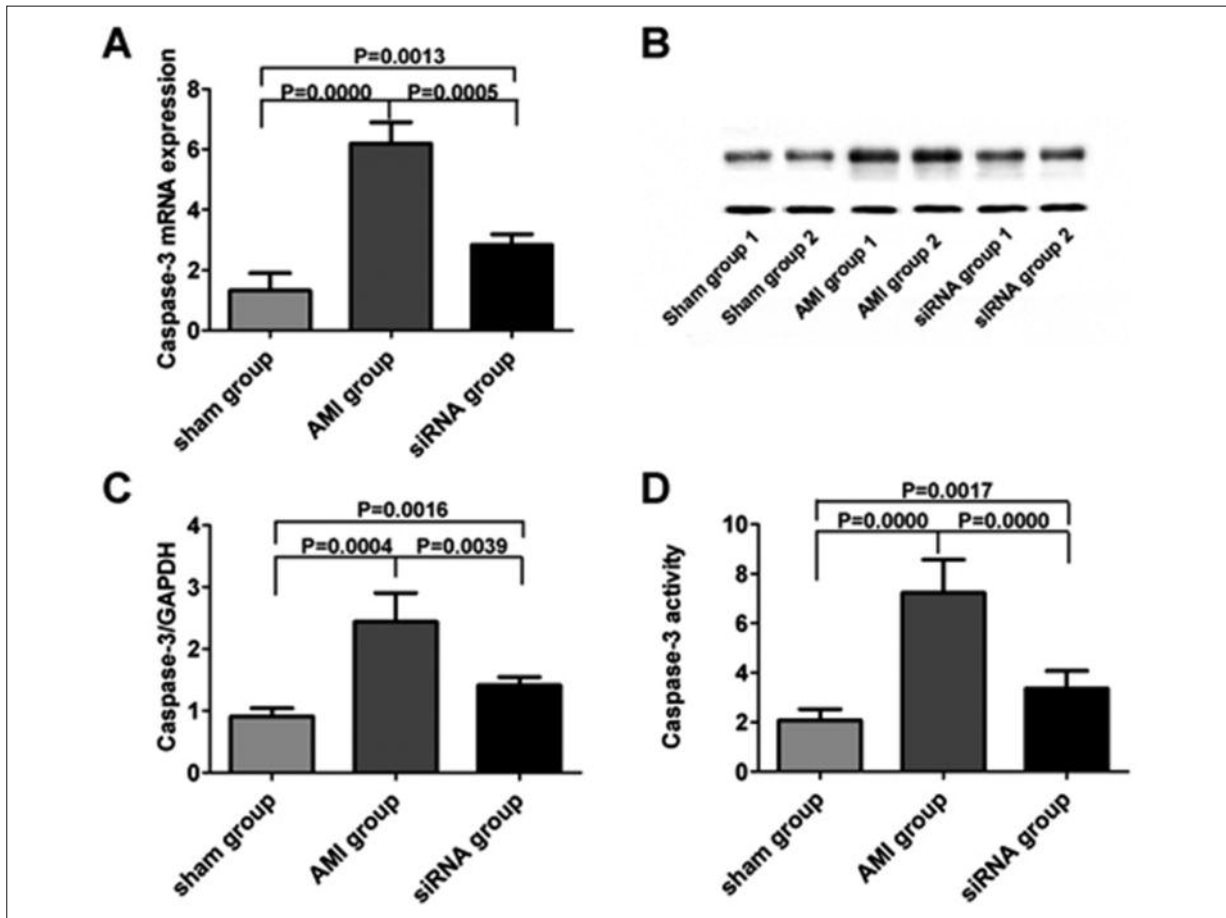 A
P=0.0013
P=0.0000 P=0.0005
Caspase-3 mRNA expression
8
6
4
2
0
sham group
AMI group
siRNA group
B
Sham group 1
Sham group 2
AMI group 1
AMI group 2
siRNA group 1
siRNA group 2
C
P=0.0016
P=0.0004 P=0.0039
Caspase-3/GAPDH
4
3
2
1
0
sham group
AMI group
siRNA group
D
P=0.0017
P=0.0000 P=0.0000
Caspase-3 activity
10
8
6
4
2
0
sham group
AMI group
siRNA group